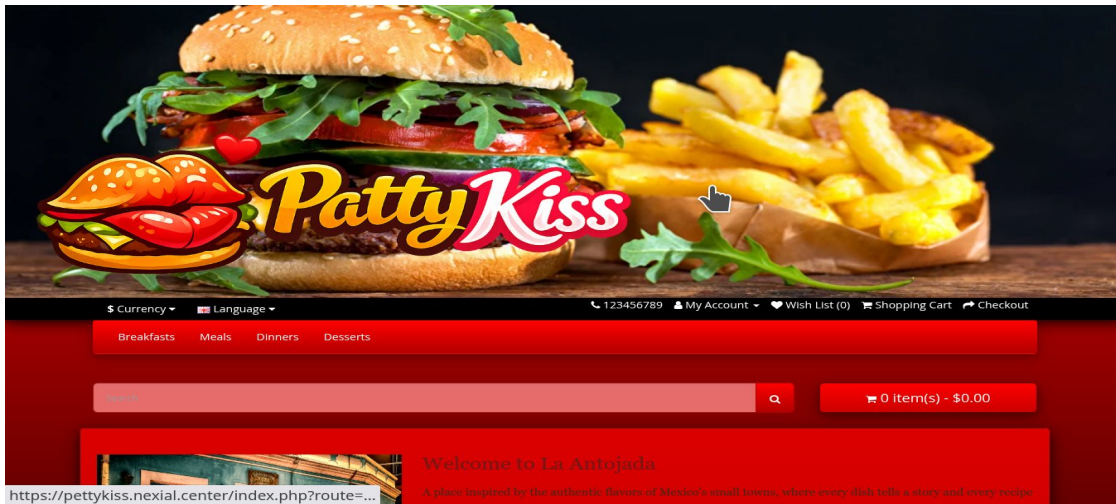 PattyKiss
$ Currency
Language
123456789 My Account Wish List (0) Shopping Cart Checkout
Breakfasts Meals Dinners Desserts
Search
0 item(s) - $0.00
Welcome to La Antojada
A place inspired by the authentic flavors of Mexico's small towns, where every dish tells a story and every recipe
https://pettykiss.nexial.center/index.php?route=...